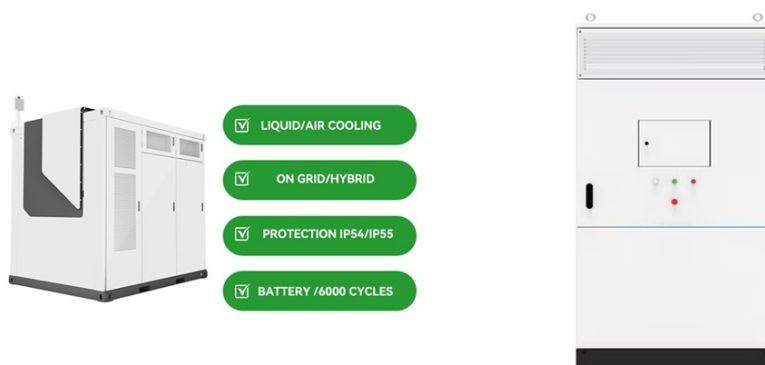 LIQUID/AIR COOLING
ON GRID/HYBRID
PROTECTION IP54/IP55
BATTERY /6000 CYCLES